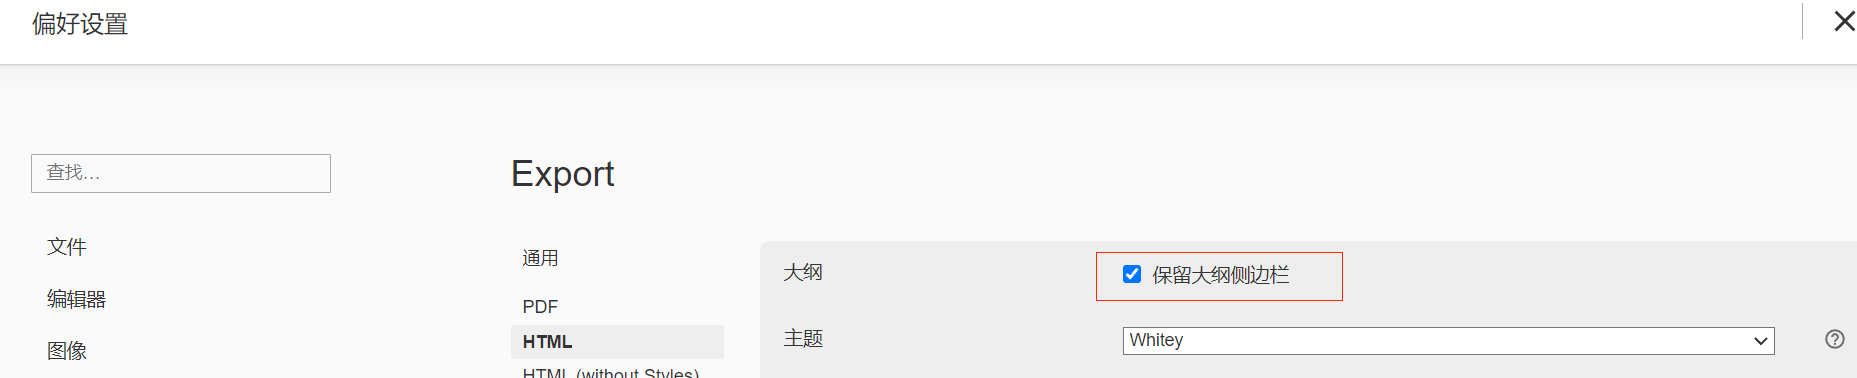 偏好设置
查找...
Export
文件
通用
大纲
保留大纲侧边栏
编辑器
PDF
HTML
主题
Whitey
图像
HTML (without Styles)